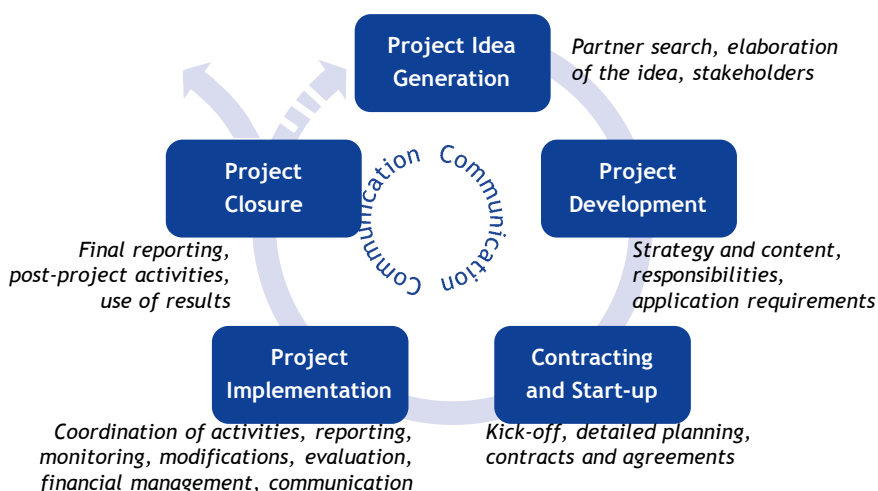 Project Idea
Generation
Partner search, elaboration
of the idea, stakeholders
Project
Development
Strategy and content,
responsibilities,
application requirements
Contracting
and Start-up
Kick-off, detailed planning,
contracts and agreements
Project
Implementation
Coordination of activities, reporting,
monitoring, modifications, evaluation,
financial management, communication
Project
Closure
Final reporting,
post-project activities,
use of results
Communication Communication